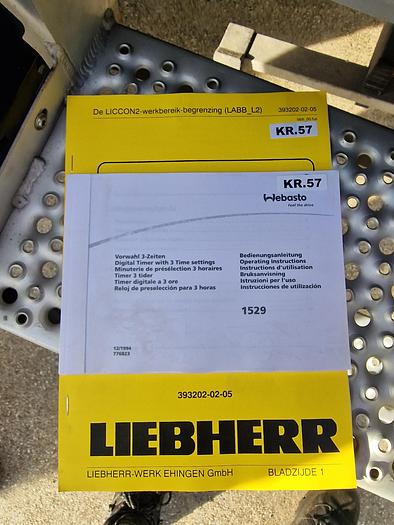 De LICCON2-werkbereik-begrenzing (LABB_L2) 393202-02-05
KR.57
KR.57
Webasto
Feel the drive
Vorwahl 3-Zeiten
Digital Timer with 3 Time settings
Minuterie de présélection 3 horaires
Timer 3 tider
Timer digitale a 3 ore
Reloj de preselección para 3 horas
Bedienungsanleitung
Operating Instructions
Instructions d'utilisation
Bruksanvisning
Istruzioni per l'uso
Instrucciones de utilización
1529
12/1994
776823
393202-02-05
LIEBHERR
LIEBHERR-WERK EHINGEN GmbH BLADZIJDE 1